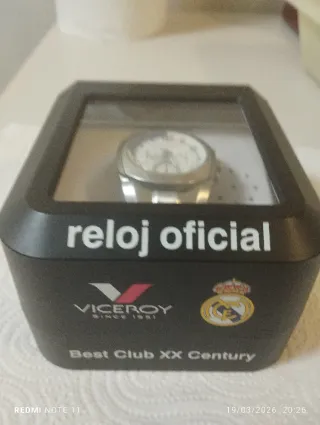 reloj oficial
VICEROY
SINCE 1951
Best Club XX Century
REDMI NOTE 11
19/03/2026 20:26